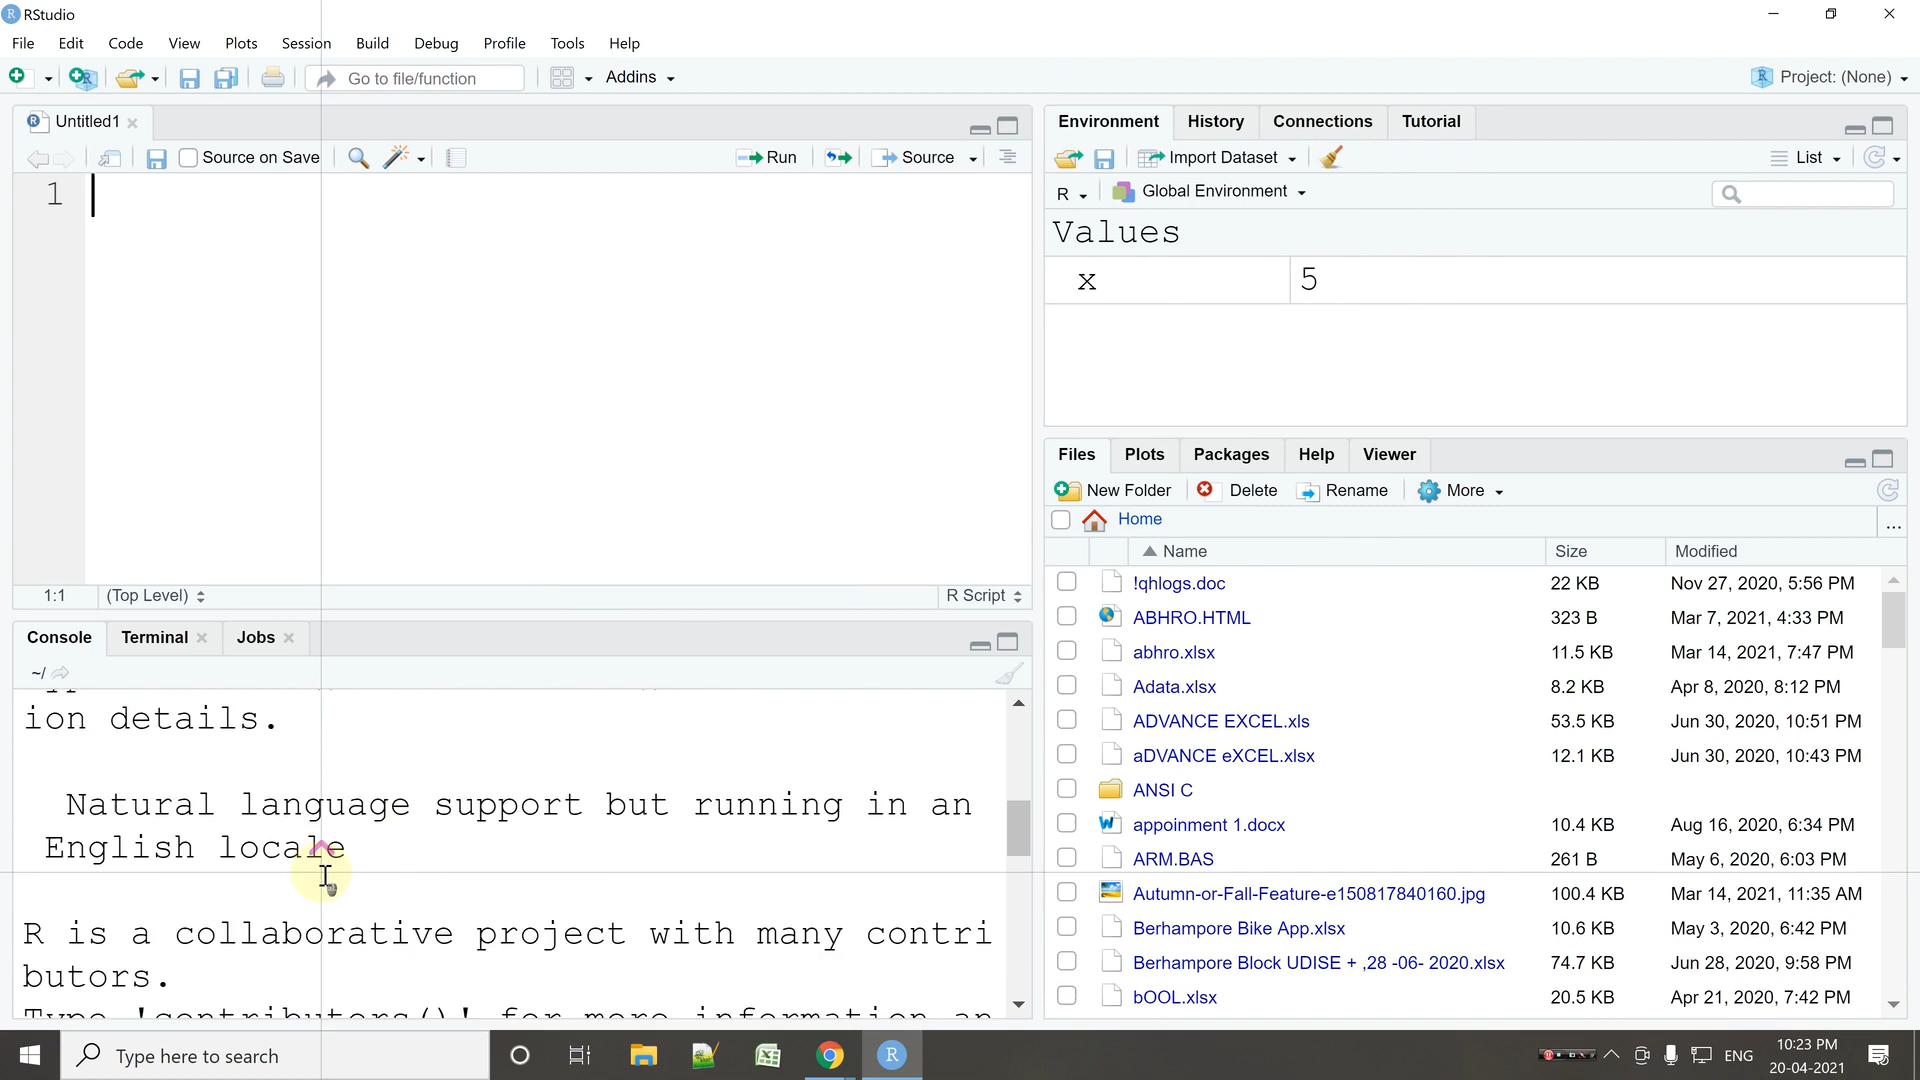 RStudio
File Edit Code View Plots Session Build Debug Profile Tools Help
Go to file/function Addins Project: (None)
Untitled1
Source on Save Run Source
1
1:1 (Top Level) R Script
Console Terminal Jobs
~/
ion details.
Natural language support but running in an
English locale
R is a collaborative project with many contri
butors.
Type 'contributors()' for more information an
Environment History Connections Tutorial
Import Dataset List
R Global Environment
Values
x 5
Files Plots Packages Help Viewer
New Folder Delete Rename More
Home ...
Name Size Modified
!qhlogs.doc 22 KB Nov 27, 2020, 5:56 PM
ABHRO.HTML 323 B Mar 7, 2021, 4:33 PM
abhro.xlsx 11.5 KB Mar 14, 2021, 7:47 PM
Adata.xlsx 8.2 KB Apr 8, 2020, 8:12 PM
ADVANCE EXCEL.xls 53.5 KB Jun 30, 2020, 10:51 PM
aDVANCE eXCEL.xlsx 12.1 KB Jun 30, 2020, 10:43 PM
ANSI C
appoinment 1.docx 10.4 KB Aug 16, 2020, 6:34 PM
ARM.BAS 261 B May 6, 2020, 6:03 PM
Autumn-or-Fall-Feature-e150817840160.jpg 100.4 KB Mar 14, 2021, 11:35 AM
Berhampore Bike App.xlsx 10.6 KB May 3, 2020, 6:42 PM
Berhampore Block UDISE + ,28 -06- 2020.xlsx 74.7 KB Jun 28, 2020, 9:58 PM
bOOL.xlsx 20.5 KB Apr 21, 2020, 7:42 PM
Type here to search
ENG
10:23 PM
20-04-2021